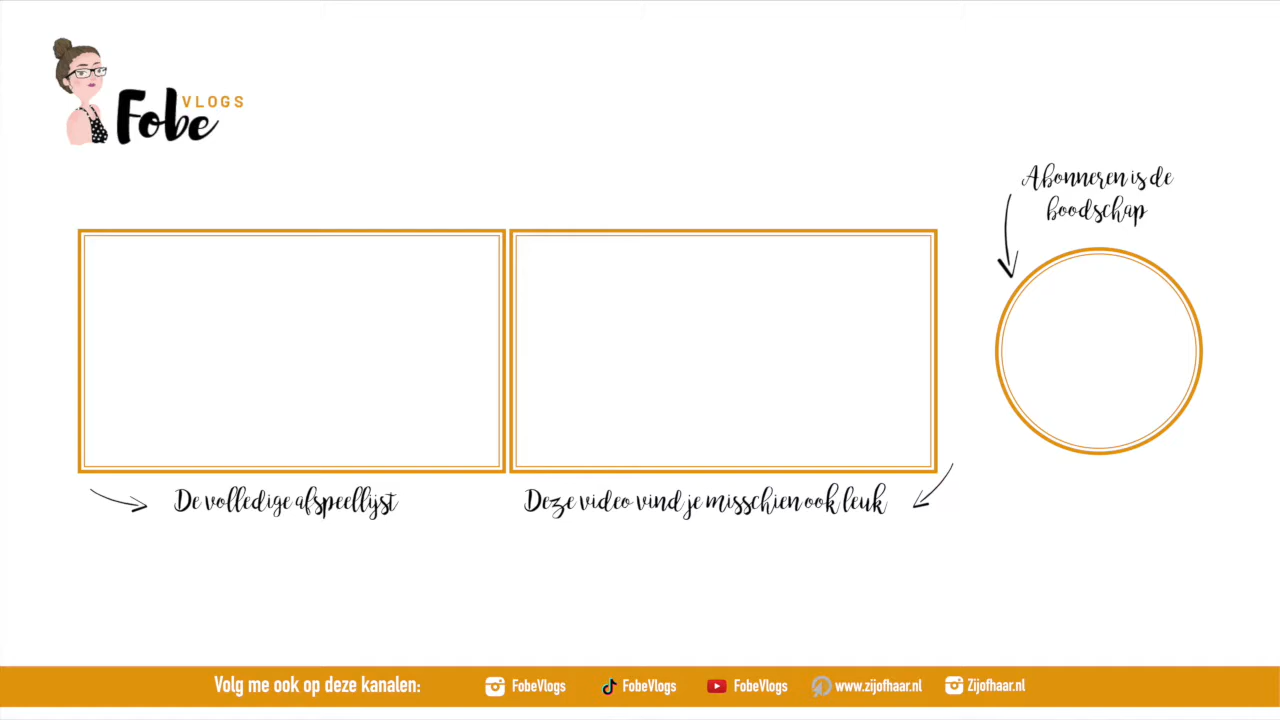 VLOGS
Fobe
Abonneren is de
boodschap
De volledige afspeellijst
Deze video vind je misschien ook leuk
Volg me ook op deze kanalen: FobeVlogs FobeVlogs FobeVlogs www.zijofhaar.nl Zijofhaar.nl